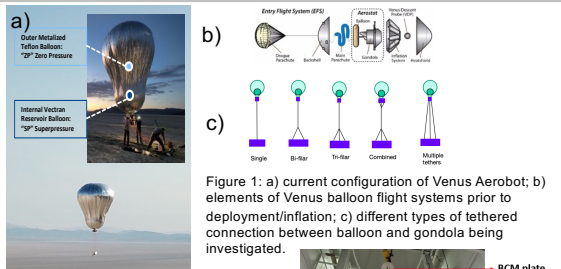 a)
Outer Metalized
Teflon Balloon:
"ZP" Zero Pressure
Internal Vectran
Reservoir Balloon:
"SP" Superpressure
b)
Entry Flight System (EFS)
Aerostat
Venus Descent
Probe (VDP)
Balloon
Drogue
Parachute
Backshell
Main
Parachute
Gondola
Inflation
System
Heatshield
c)
Single
Bi-filar
Tri-filar
Combined
Multiple
tethers
Figure 1: a) current configuration of Venus Aerobot; b)
elements of Venus balloon flight systems prior to
deployment/inflation; c) different types of tethered
connection between balloon and gondola being
investigated.
BCM plate